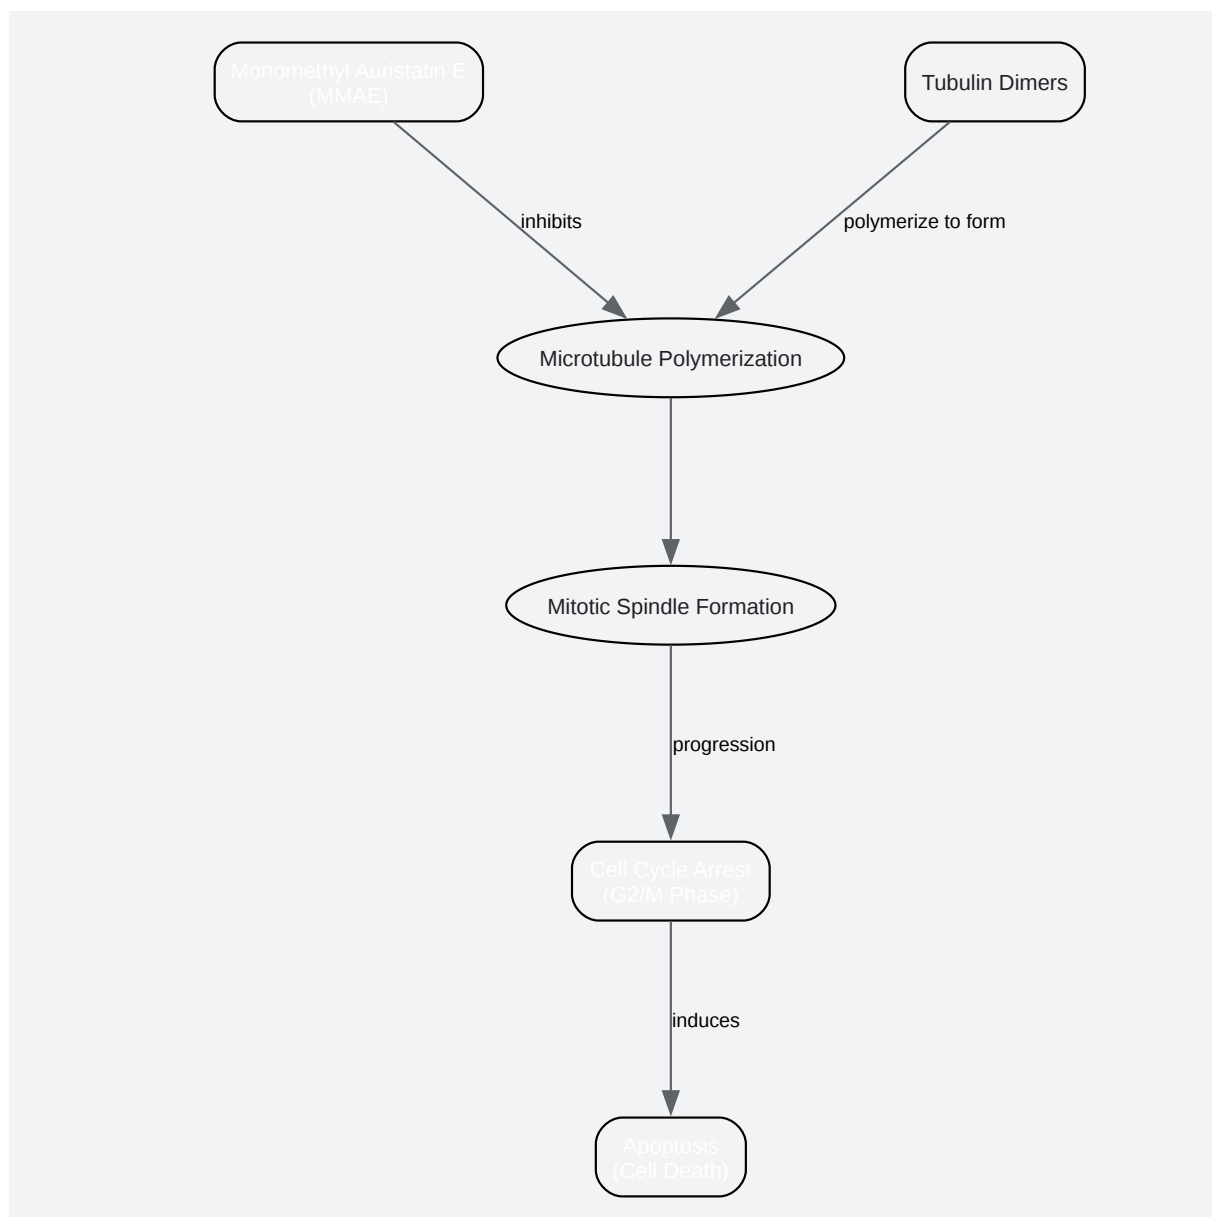 Monomethyl Auristatin E
(MMAE)
Tubulin Dimers
inhibits
polymerize to form
Microtubule Polymerization
Mitotic Spindle Formation
progression
Cell Cycle Arrest
(G2/M Phase)
induces
Apoptosis
(Cell Death)